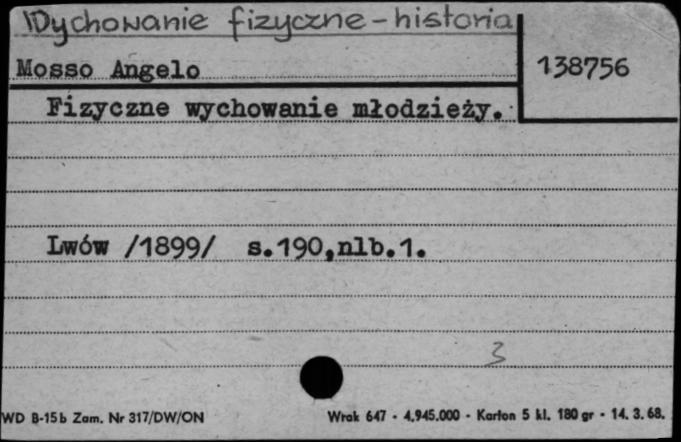 Wychowanie fizyczne - historia
Mosso Angelo
138756
Fizyczne wychowanie młodzieży.
Lwów /1899/ s.190,nlb.1.
3
WD B-15b Zam. Nr 317/DW/ON
Wrak 647 - 4.945.000 - Karton 5 kl. 180 gr - 14. 3. 68.